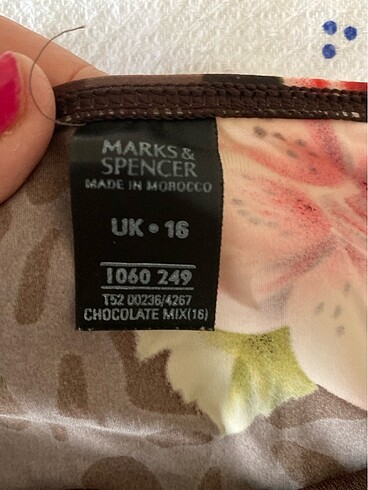 MARKS &
SPENCER
MADE IN MOROCCO
UK • 16
1060 249
T52 00236/4267
CHOCOLATE MIX(16)